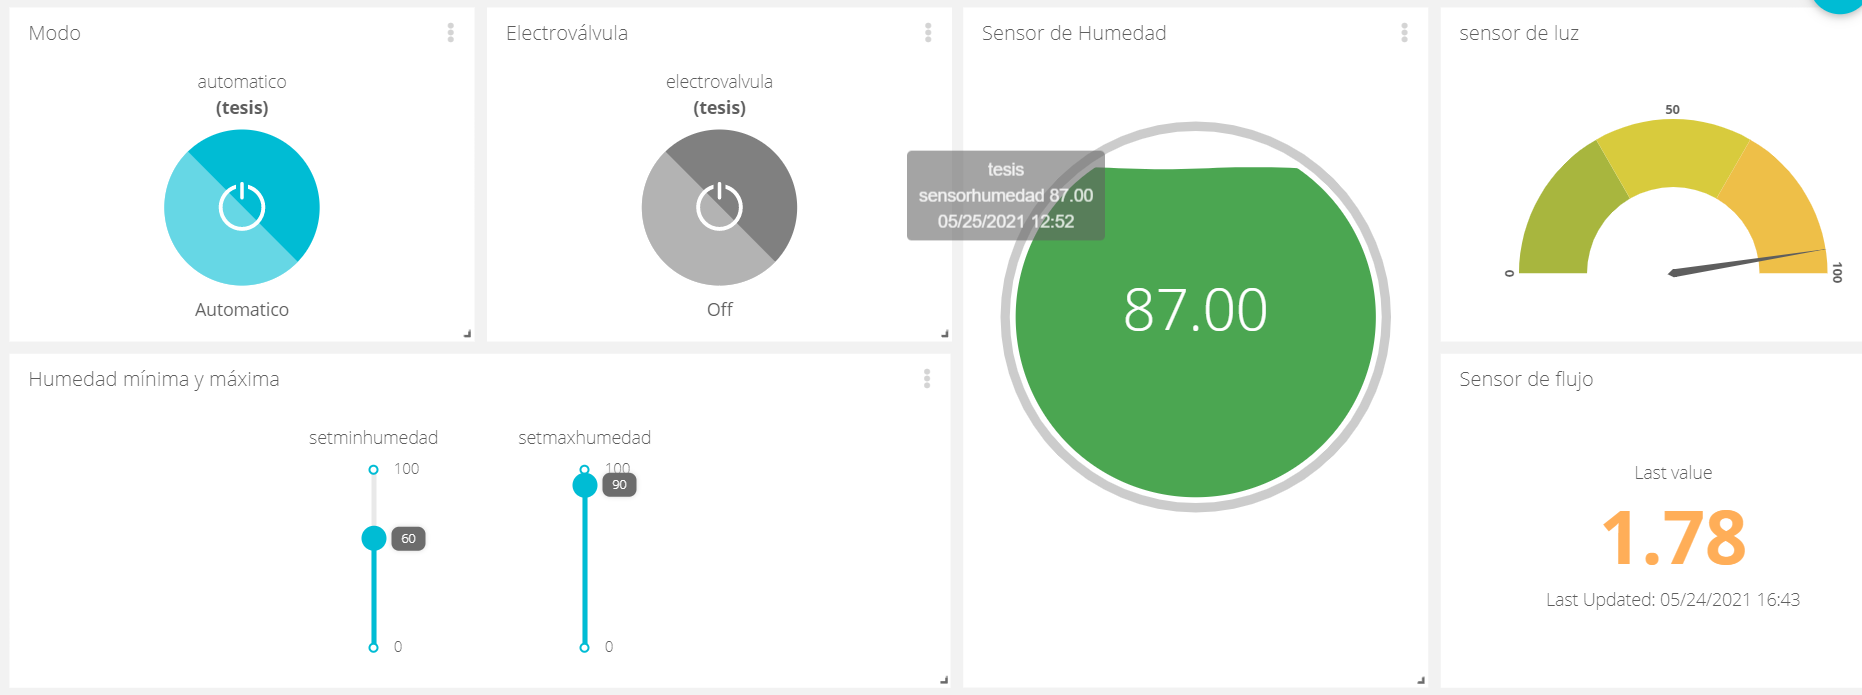 Modo
automatico
(tesis)
Automatico
Electroválvula
electrovalvula
(tesis)
Off
Sensor de Humedad
tesis
sensorhumedad 87.00
05/25/2021 12:52
87.00
sensor de luz
0
50
100
Humedad mínima y máxima
setminhumedad
100
60
0
setmaxhumedad
100
90
0
Sensor de flujo
Last value
1.78
Last Updated: 05/24/2021 16:43